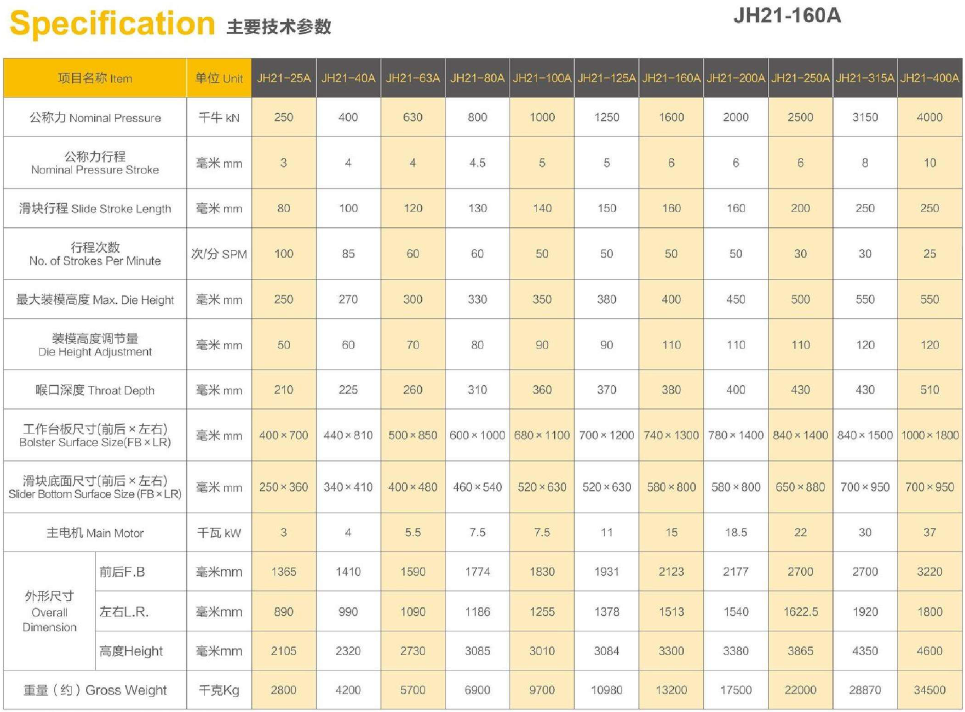 Specification 主要技术参数
JH21-160A
项目名称 Item 单位 Unit JH21-25A JH21-40A JH21-63A JH21-80A JH21-100A JH21-125A JH21-160A JH21-200A JH21-250A JH21-315A JH21-400A
公称力 Nominal Pressure 千牛 kN 250 400 630 800 1000 1250 1600 2000 2500 3150 4000
公称力行程
Nominal Pressure Stroke 毫米 mm 3 4 4 4.5 5 5 6 6 6 8 10
滑块行程 Slide Stroke Length 毫米 mm 80 100 120 130 140 150 160 160 200 250 250
行程次数
No. of Strokes Per Minute 次/分 SPM 100 85 60 60 50 50 50 50 30 30 25
最大装模高度 Max. Die Height 毫米 mm 250 270 300 330 350 380 400 450 500 550 550
装模高度调节量
Die Height Adjustment 毫米 mm 50 60 70 80 90 90 110 110 110 120 120
喉口深度 Throat Depth 毫米 mm 210 225 260 310 360 370 380 400 430 430 510
工作台板尺寸(前后×左右)
Bolster Surface Size(FB×LR) 毫米 mm 400×700 440×810 500×850 600×1000 680×1100 700×1200 740×1300 780×1400 840×1400 840×1500 1000×1800
滑块底面尺寸(前后×左右)
Slider Bottom Surface Size (FB×LR) 毫米 mm 250×360 340×410 400×480 460×540 520×630 520×630 580×800 580×800 650×880 700×950 700×950
主电机 Main Motor 千瓦 kW 3 4 5.5 7.5 7.5 11 15 18.5 22 30 37
外形尺寸
Overall
Dimension
前后F.B 毫米mm 1365 1410 1590 1774 1830 1931 2123 2177 2700 2700 3220
左右L.R. 毫米mm 890 990 1090 1186 1255 1378 1513 1540 1622.5 1920 1800
高度Height 毫米mm 2105 2320 2730 3085 3010 3084 3300 3380 3865 4350 4600
重量（约）Gross Weight 千克Kg 2800 4200 5700 6900 9700 10980 13200 17500 22000 28870 34500